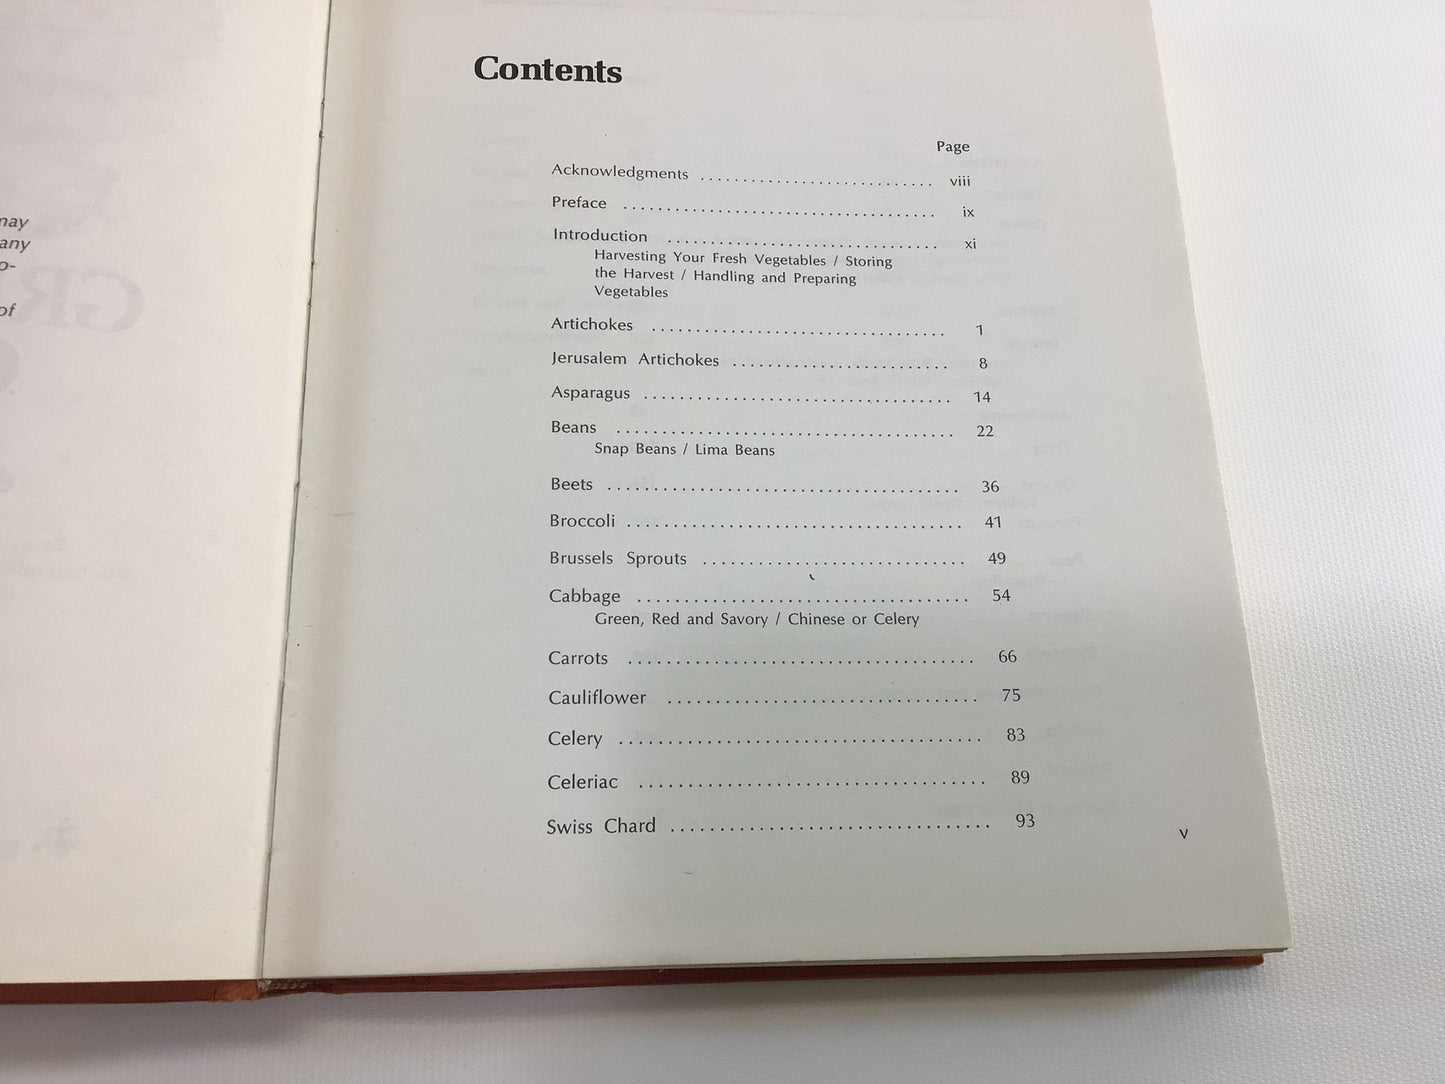 may
any
o-
of
Contents
Page
Acknowledgments ............................ viii
Preface ...................................... ix
Introduction ................................. xi
Harvesting Your Fresh Vegetables / Storing
the Harvest / Handling and Preparing
Vegetables
Artichokes .................................... 1
Jerusalem Artichokes .......................... 8
Asparagus .................................... 14
Beans ........................................ 22
Snap Beans / Lima Beans
Beets ........................................ 36
Broccoli ..................................... 41
Brussels Sprouts ............................. 49
Cabbage ...................................... 54
Green, Red and Savory / Chinese or Celery
Carrots ...................................... 66
Cauliflower .................................. 75
Celery ....................................... 83
Celeriac ..................................... 89
Swiss Chard .................................. 93
v